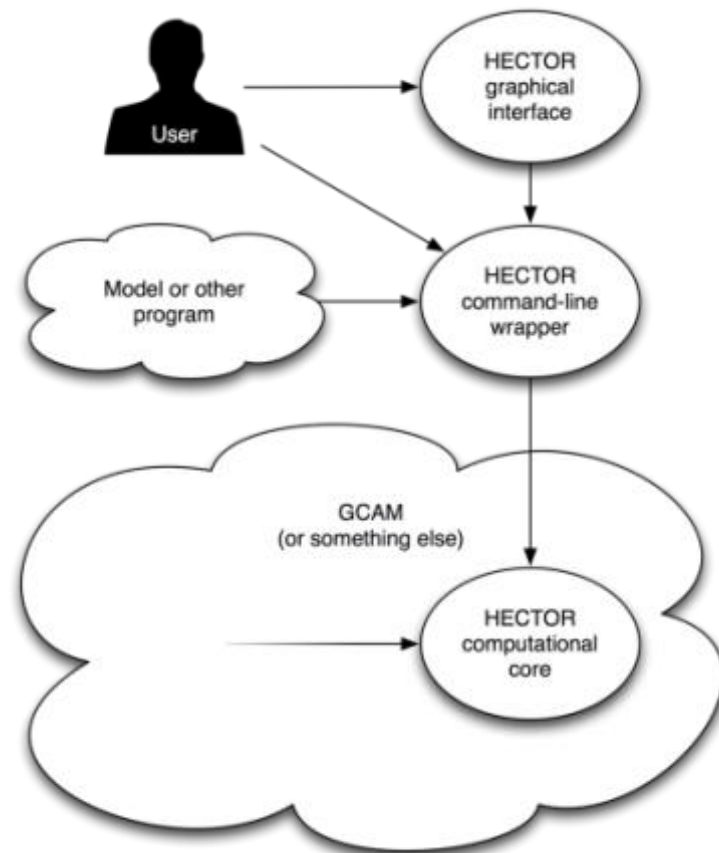 User
HECTOR
graphical
interface
Model or other
program
HECTOR
command-line
wrapper
GCAM
(or something else)
HECTOR
computational
core